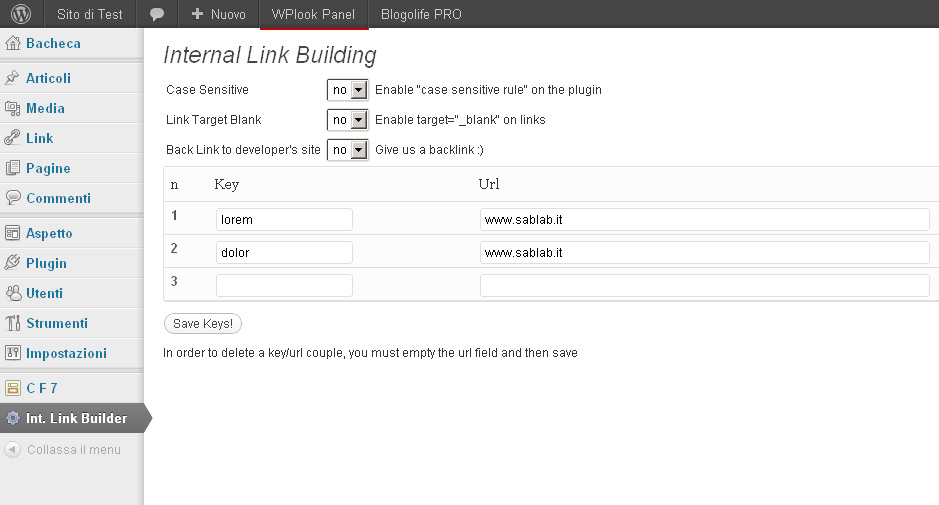 Sito di Test Nuovo WPlook Panel Blogolife PRO
Bacheca
Articoli
Media
Link
Pagine
Commenti
Aspetto
Plugin
Utenti
Strumenti
Impostazioni
C F 7
Int. Link Builder
Collassa il menu
Internal Link Building
Case Sensitive no Enable "case sensitive rule" on the plugin
Link Target Blank no Enable target="_blank" on links
Back Link to developer's site no Give us a backlink :)
n Key Url
1 lorem www.sablab.it
2 dolor www.sablab.it
3
Save Keys!
In order to delete a key/url couple, you must empty the url field and then save